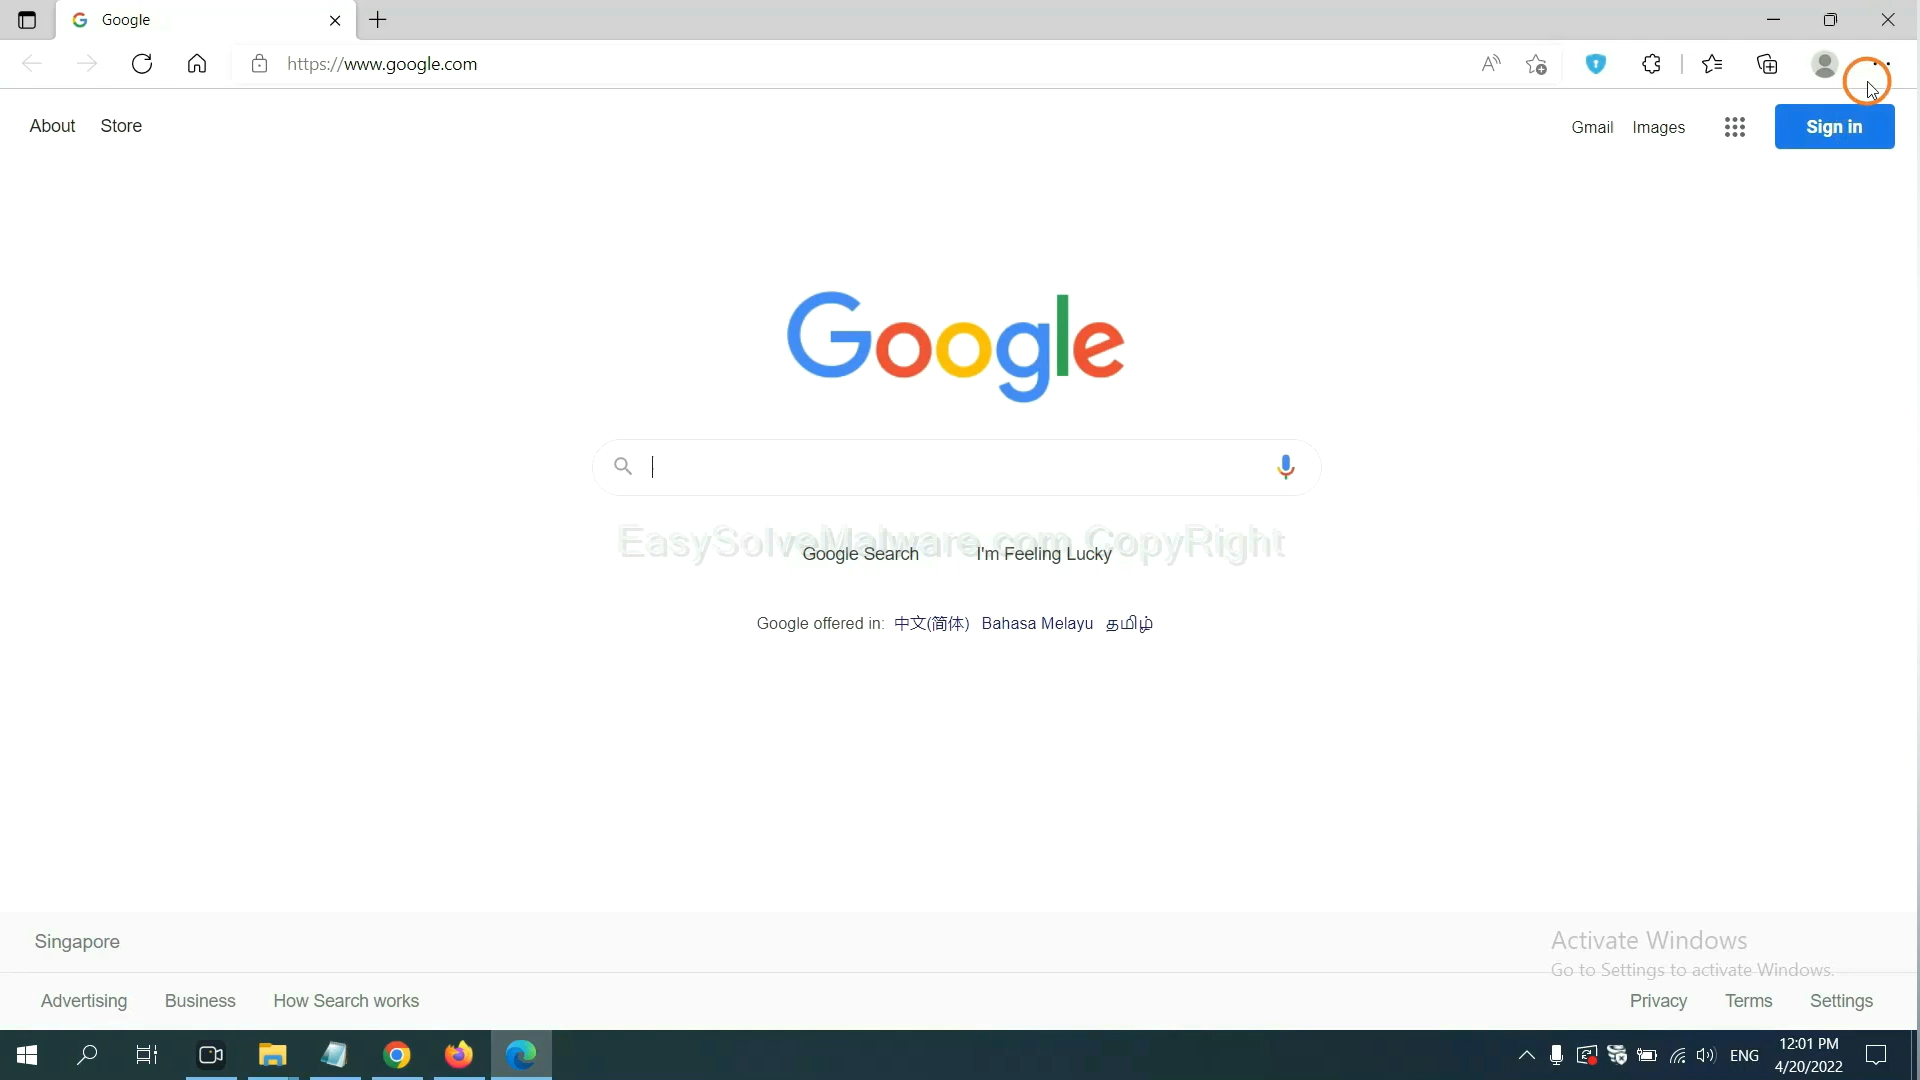 Google
https://www.google.com
About Store
Gmail Images
Sign in
Google
EasySolveMalware.com CopyRight
Google Search I'm Feeling Lucky
Google offered in: 中文(简体) Bahasa Melayu தமிழ்
Singapore
Activate Windows
Go to Settings to activate Windows.
Advertising Business How Search works
Privacy Terms Settings
ENG
12:01 PM
4/20/2022